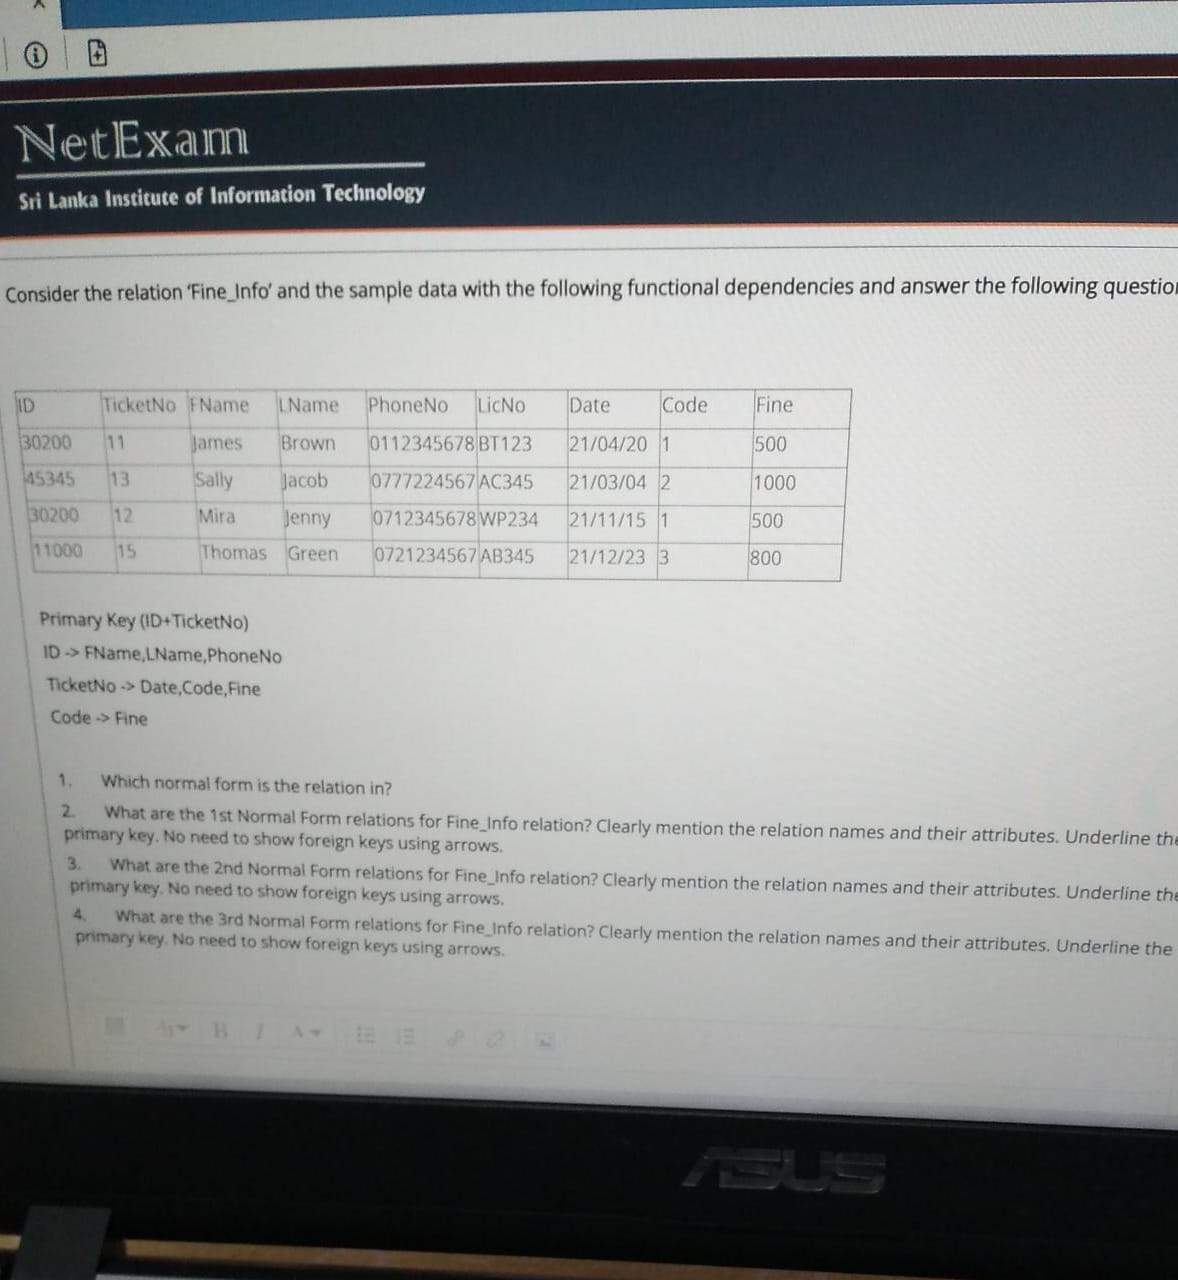 NetExam
Sri Lanka Institute of Information Technology
Consider the relation 'Fine_Info' and the sample data with the following functional dependencies and answer the following
ID TicketNo FName LName PhoneNo LicNo Date Code Fine
30200 11 James Brown 0112345678 BT123 21/04/20 1 500
45345 13 Sally Jacob 0777224567 AC345 21/03/04 2 1000
30200 12 Mira Jenny 0712345678 WP234 21/11/15 1 500
11000 15 Thomas Green 0721234567 AB345 21/12/23 3 800
Primary Key (ID+TicketNo)
ID -> FName,LName,PhoneNo
TicketNo -> Date,Code,Fine
Code -> Fine
1. Which normal form is the relation in?
2. What are the 1st Normal Form relations for Fine_Info relation? Clearly mention the relation names and their attributes. Underline the
primary key. No need to show foreign keys using arrows.
3. What are the 2nd Normal Form relations for Fine_Info relation? Clearly mention the relation names and their attributes. Underline the
primary key. No need to show foreign keys using arrows.
4. What are the 3rd Normal Form relations for Fine_Info relation? Clearly mention the relation names and their attributes. Underline the
primary key. No need to show foreign keys using arrows.
B I A
ASUS